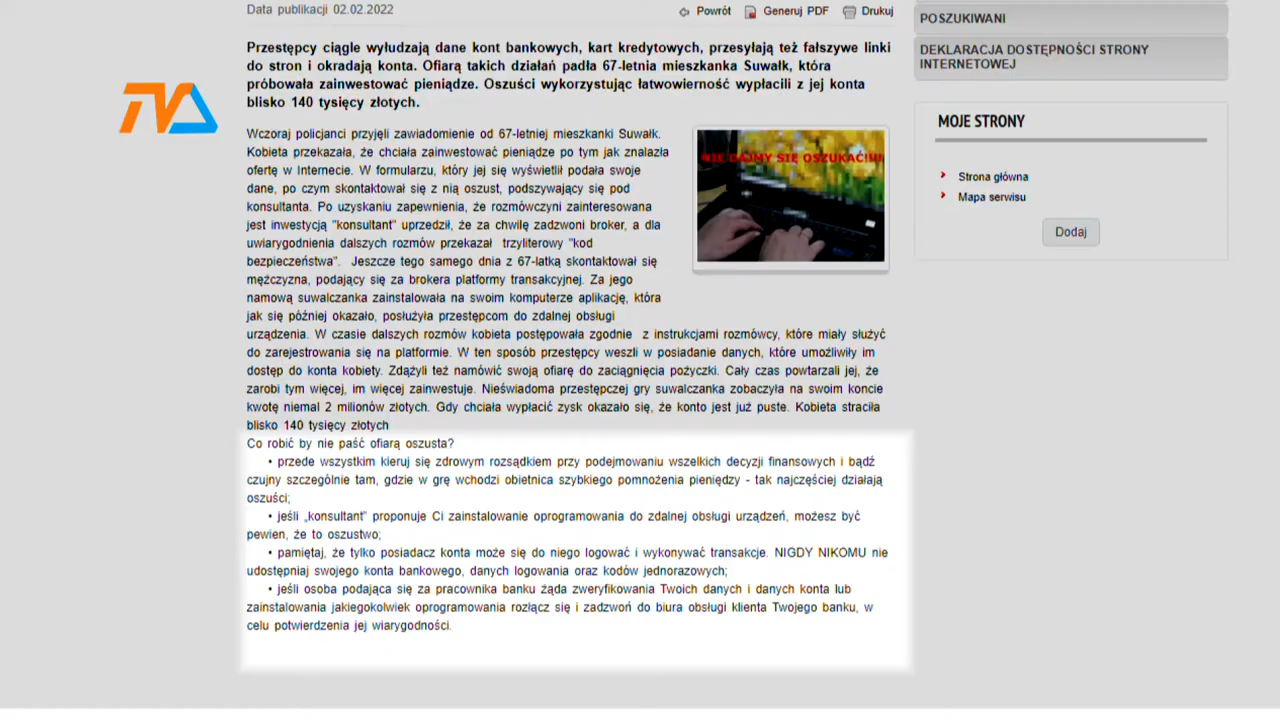 Data publikacji 02.02.2022
Powrót Generuj PDF Drukuj
Przestępcy ciągle wyłudzają dane kont bankowych, kart kredytowych, przesyłają też fałszywe linki
do stron i okradają konta. Ofiarą takich działań padła 67-letnia mieszkanka Suwałk, która
próbowała zainwestować pieniądze. Oszuści wykorzystując łatwowierność wypłacili z jej konta
blisko 140 tysięcy złotych.
TVA
Wczoraj policjanci przyjęli zawiadomienie od 67-letniej mieszkanki Suwałk.
Kobieta przekazała, że chciała zainwestować pieniądze po tym jak znalazła
ofertę w Internecie. W formularzu, który jej się wyświetlił podała swoje
dane, po czym skontaktował się z nią oszust, podszywający się pod
konsultanta. Po uzyskaniu zapewnienia, że rozmówczyni zainteresowana
jest inwestycją "konsultant" uprzedził, że za chwilę zadzwoni broker, a dla
uwiarygodnienia dalszych rozmów przekazał trzyliterowy "kod
bezpieczeństwa". Jeszcze tego samego dnia z 67-latką skontaktował się
mężczyzna, podający się za brokera platformy transakcyjnej. Za jego
namową suwalczanka zainstalowała na swoim komputerze aplikację, która
jak się później okazało, posłużyła przestępcom do zdalnej obsługi
urządzenia. W czasie dalszych rozmów kobieta postępowała zgodnie z instrukcjami rozmówcy, które miały służyć
do zarejestrowania się na platformie. W ten sposób przestępcy weszli w posiadanie danych, które umożliwiły im
dostęp do konta kobiety. Zdążyli też namówić swoją ofiarę do zaciągnięcia pożyczki. Cały czas powtarzali jej, że
zarobi tym więcej, im więcej zainwestuje. Nieświadoma przestępczej gry suwalczanka zobaczyła na swoim koncie
kwotę niemal 2 milionów złotych. Gdy chciała wypłacić zysk okazało się, że konto jest już puste. Kobieta straciła
blisko 140 tysięcy złotych
NIE DAJMY SIĘ OSZUKAĆ!!!
Co robić by nie paść ofiarą oszusta?
• przede wszystkim kieruj się zdrowym rozsądkiem przy podejmowaniu wszelkich decyzji finansowych i bądź
czujny szczególnie tam, gdzie w grę wchodzi obietnica szybkiego pomnożenia pieniędzy - tak najczęściej działają
oszuści;
• jeśli „konsultant" proponuje Ci zainstalowanie oprogramowania do zdalnej obsługi urządzeń, możesz być
pewien, że to oszustwo;
• pamiętaj, że tylko posiadacz konta może się do niego logować i wykonywać transakcje. NIGDY NIKOMU nie
udostępniaj swojego konta bankowego, danych logowania oraz kodów jednorazowych;
• jeśli osoba podająca się za pracownika banku żąda zweryfikowania Twoich danych i danych konta lub
zainstalowania jakiegokolwiek oprogramowania rozłącz się i zadzwoń do biura obsługi klienta Twojego banku, w
celu potwierdzenia jej wiarygodności.
POSZUKIWANI
DEKLARACJA DOSTĘPNOŚCI STRONY
INTERNETOWEJ
MOJE STRONY
Strona główna
Mapa serwisu
Dodaj